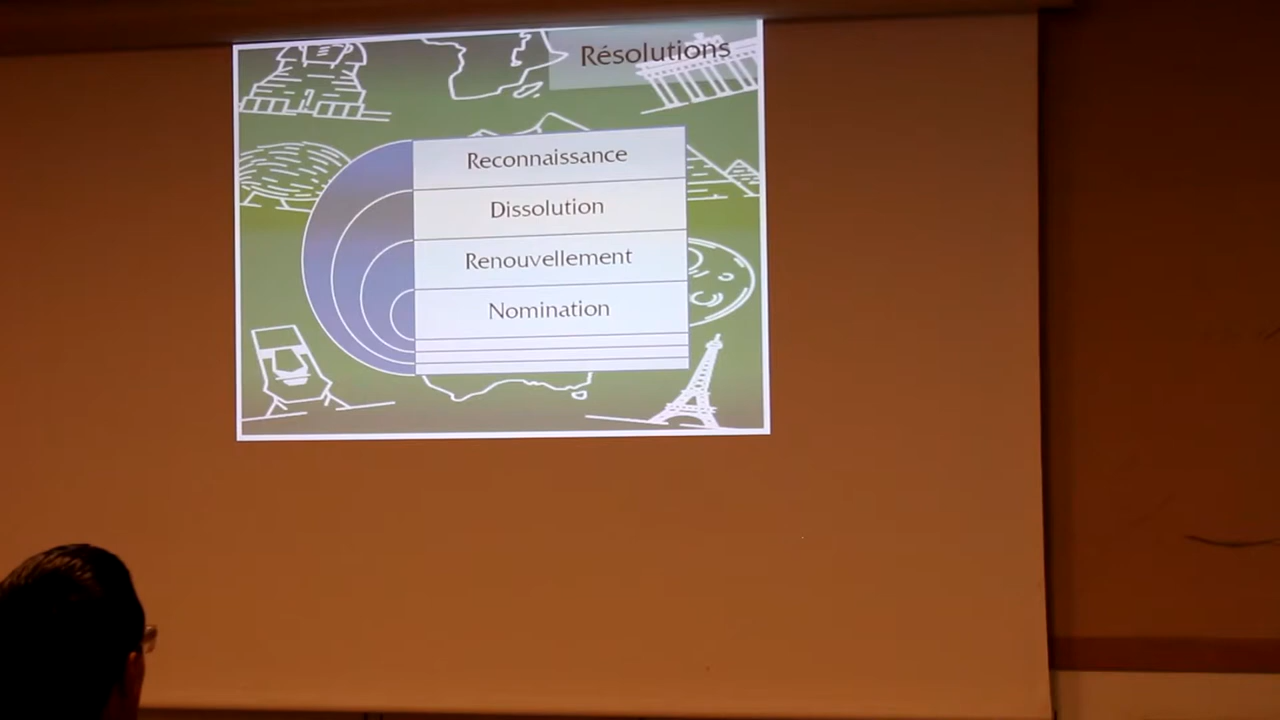 Résolutions
Reconnaissance
Dissolution
Renouvellement
Nomination